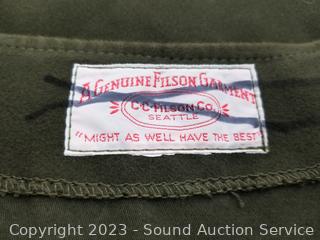 A GENUINE FILSON GARMENT
C·C·FILSON·CO.
SEATTLE
"MIGHT AS WELL HAVE THE BEST"
Copyright 2023 - Sound Auction Service